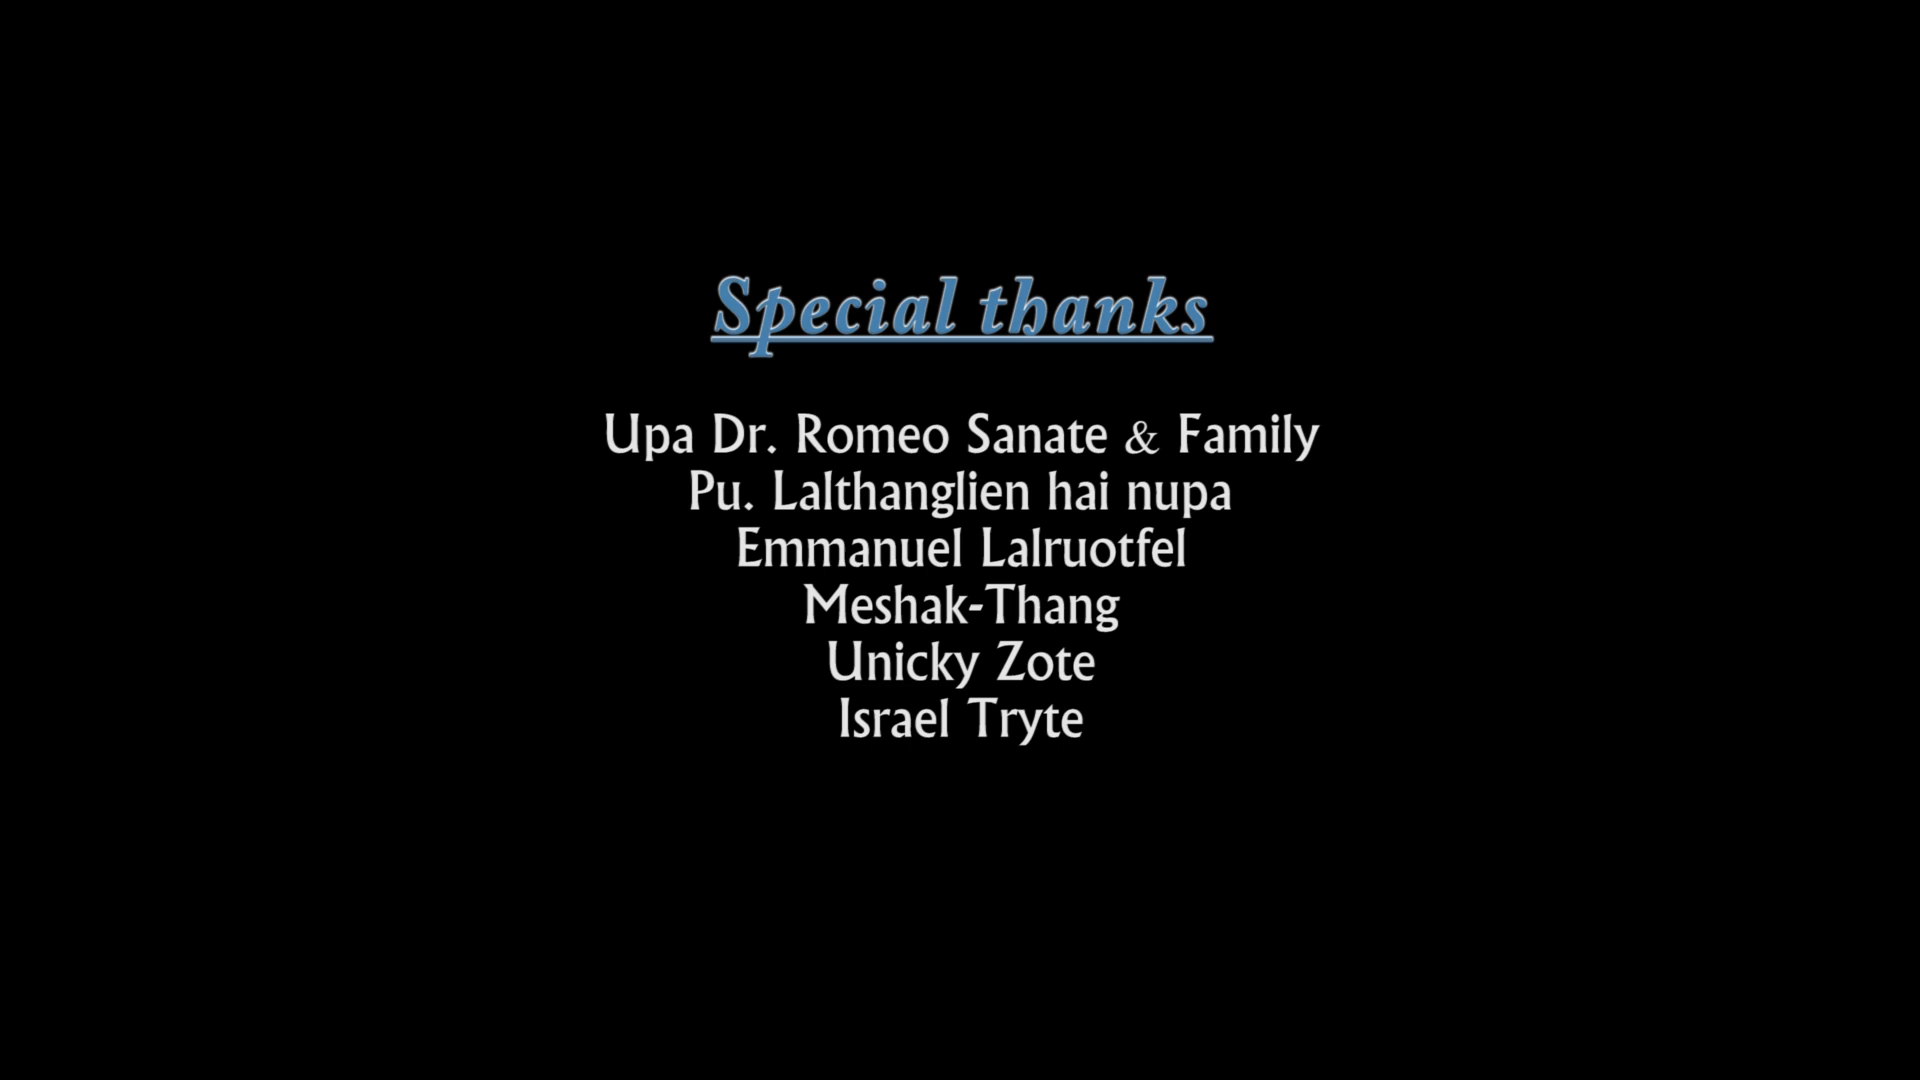 Special thanks
Upa Dr. Romeo Sanate & Family
Pu. Lalthanglien hai nupa
Emmanuel Lalruotfel
Meshak-Thang
Unicky Zote
Israel Tryte